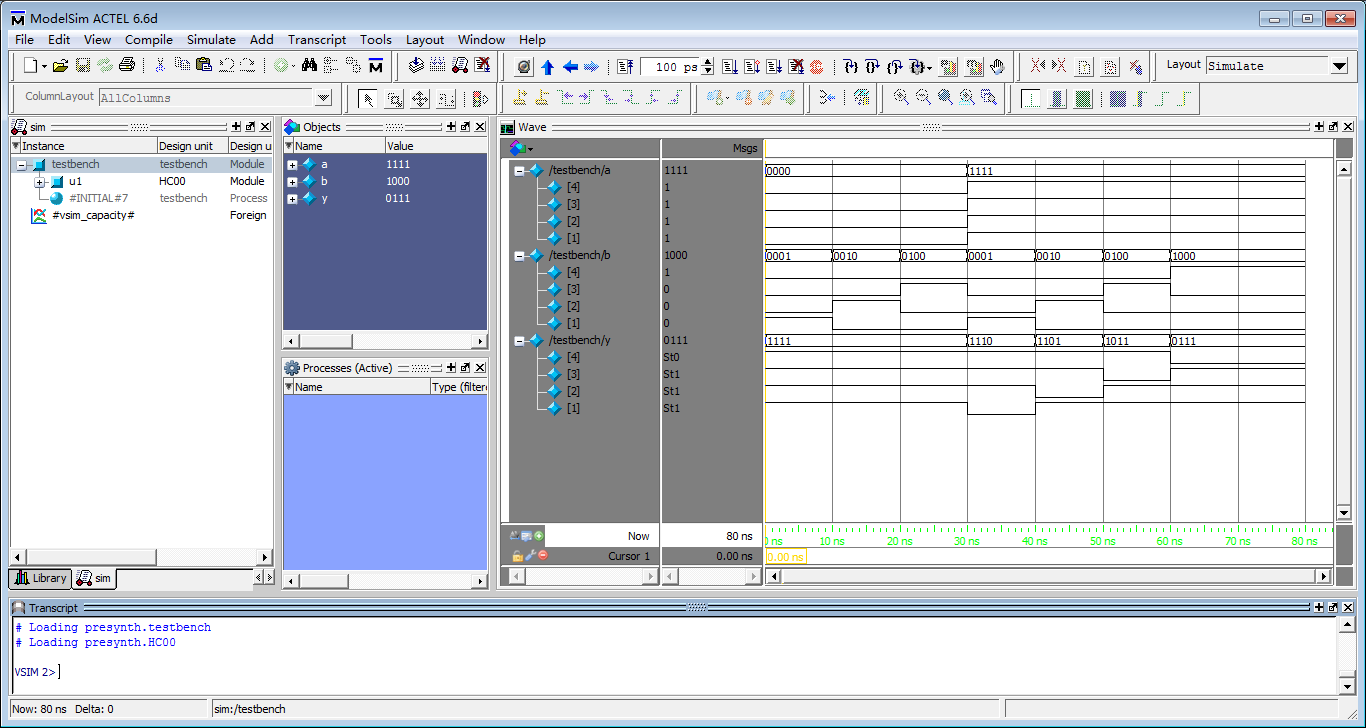 ModelSim ACTEL 6.6d
File Edit View Compile Simulate Add Transcript Tools Layout Window Help
100 ps
Layout Simulate
ColumnLayout AllColumns
sim
Instance Design unit Design u
testbench testbench Module
u1 HC00 Module
#INITIAL#7 testbench Process
#vsim_capacity# Foreign
Library sim
Objects
Name Value
a 1111
b 1000
y 0111
Processes (Active)
Name Type (filtere
Wave
Msgs
/testbench/a 1111 0000 1111
[4] 1
[3] 1
[2] 1
[1] 1
/testbench/b 1000 0001 0010 0100 0001 0010 0100 1000
[4] 1
[3] 0
[2] 0
[1] 0
/testbench/y 0111 1111 1110 1101 1011 0111
[4] St0
[3] St1
[2] St1
[1] St1
Now 80 ns 0 ns 10 ns 20 ns 30 ns 40 ns 50 ns 60 ns 70 ns 80 ns
Cursor 1 0.00 ns 0.00 ns
Transcript
# Loading presynth.testbench
# Loading presynth.HC00
VSIM 2>
Now: 80 ns Delta: 0 sim:/testbench